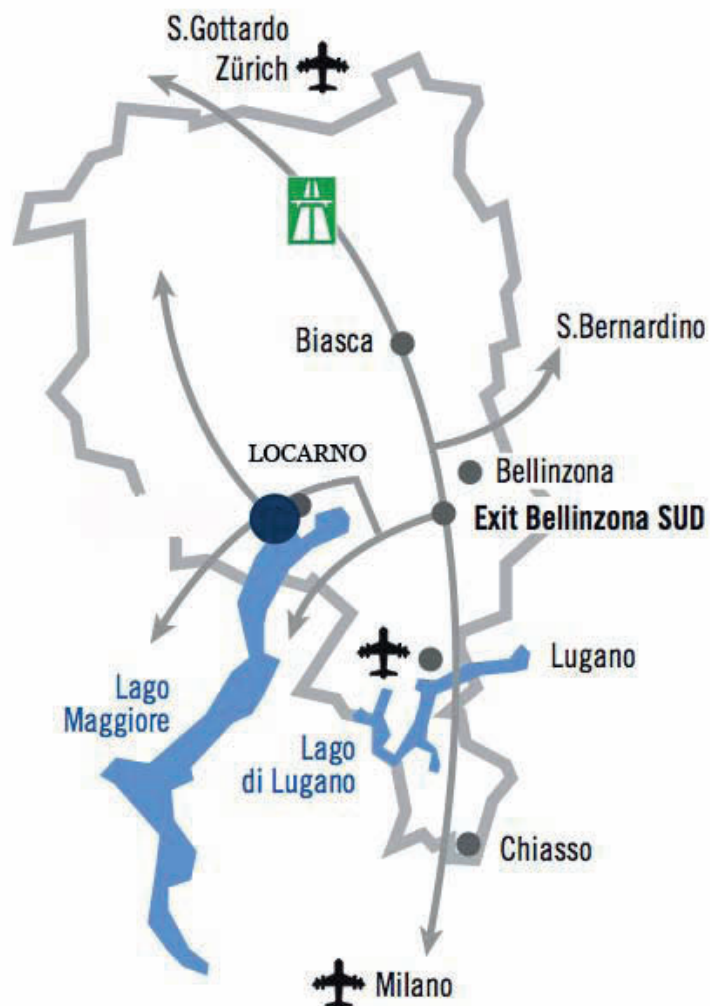 S.Gottardo
Zürich
Biasca
S.Bernardino
LOCARNO
Bellinzona
Exit Bellinzona SUD
Lugano
Lago
Maggiore
Lago
di Lugano
Chiasso
Milano